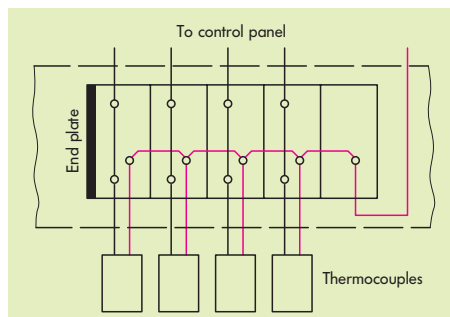 To control panel
End plate
Thermocouples